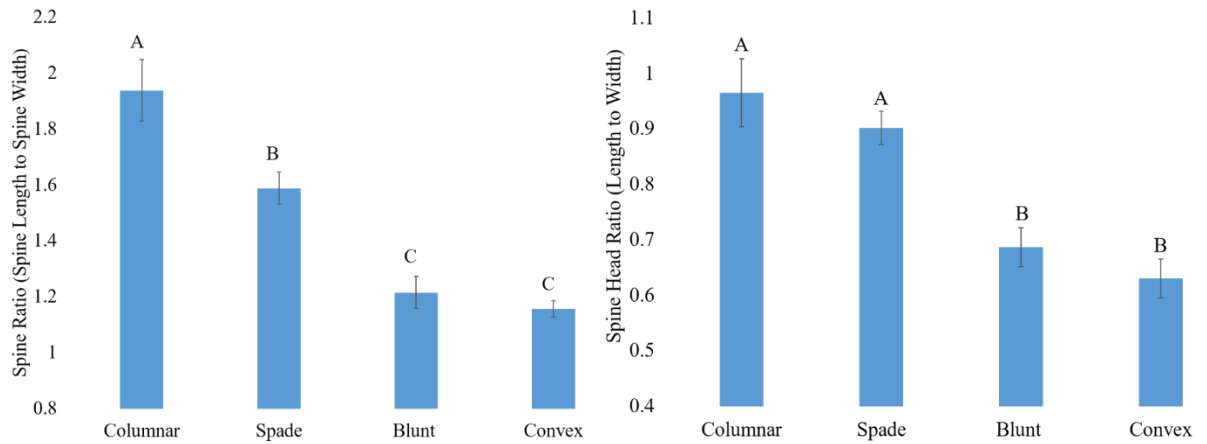 Spine Ratio (Spine Length to Spine Width)
2.2
2
1.8
1.6
1.4
1.2
1
0.8
A
B
C
C
Columnar
Spade
Blunt
Convex
Spine Head Ratio (Length to Width)
1.1
1
0.9
0.8
0.7
0.6
0.5
0.4
A
A
B
B
Columnar
Spade
Blunt
Convex